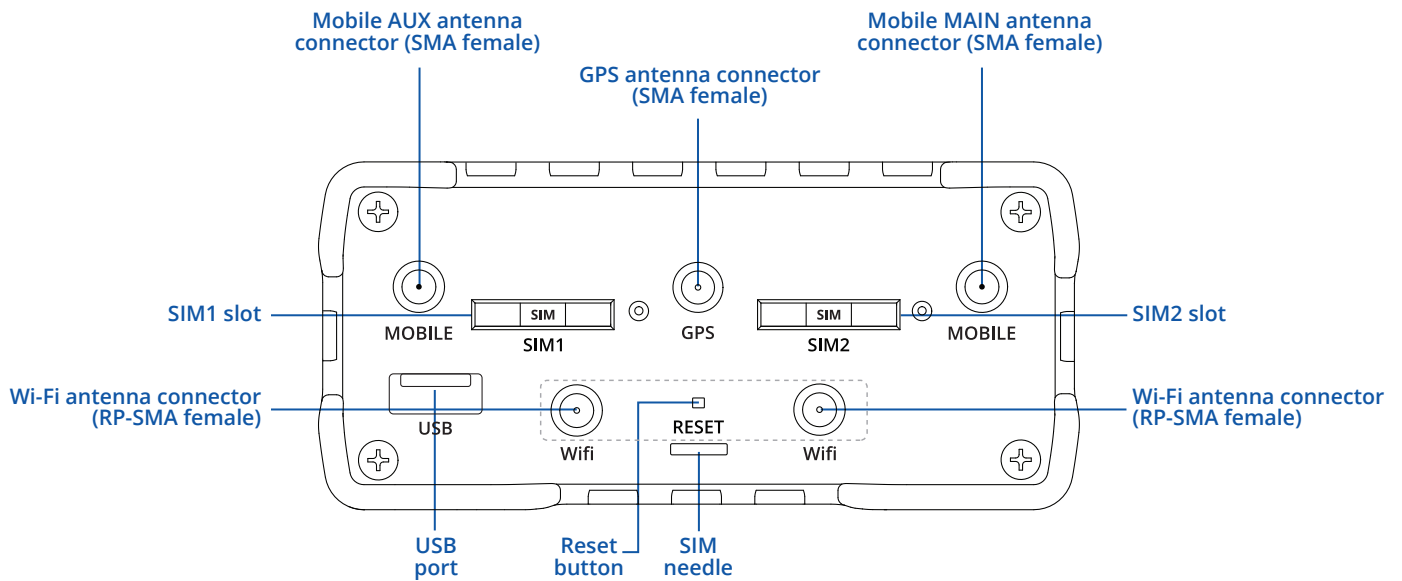 Mobile AUX antenna
connector (SMA female)
Mobile MAIN antenna
connector (SMA female)
GPS antenna connector
(SMA female)
SIM1 slot
SIM
SIM
SIM2 slot
MOBILE
SIM1
GPS
SIM2
MOBILE
Wi-Fi antenna connector
(RP-SMA female)
Wi-Fi antenna connector
(RP-SMA female)
USB
RESET
Wifi
Wifi
USB
port
Reset
button
SIM
needle